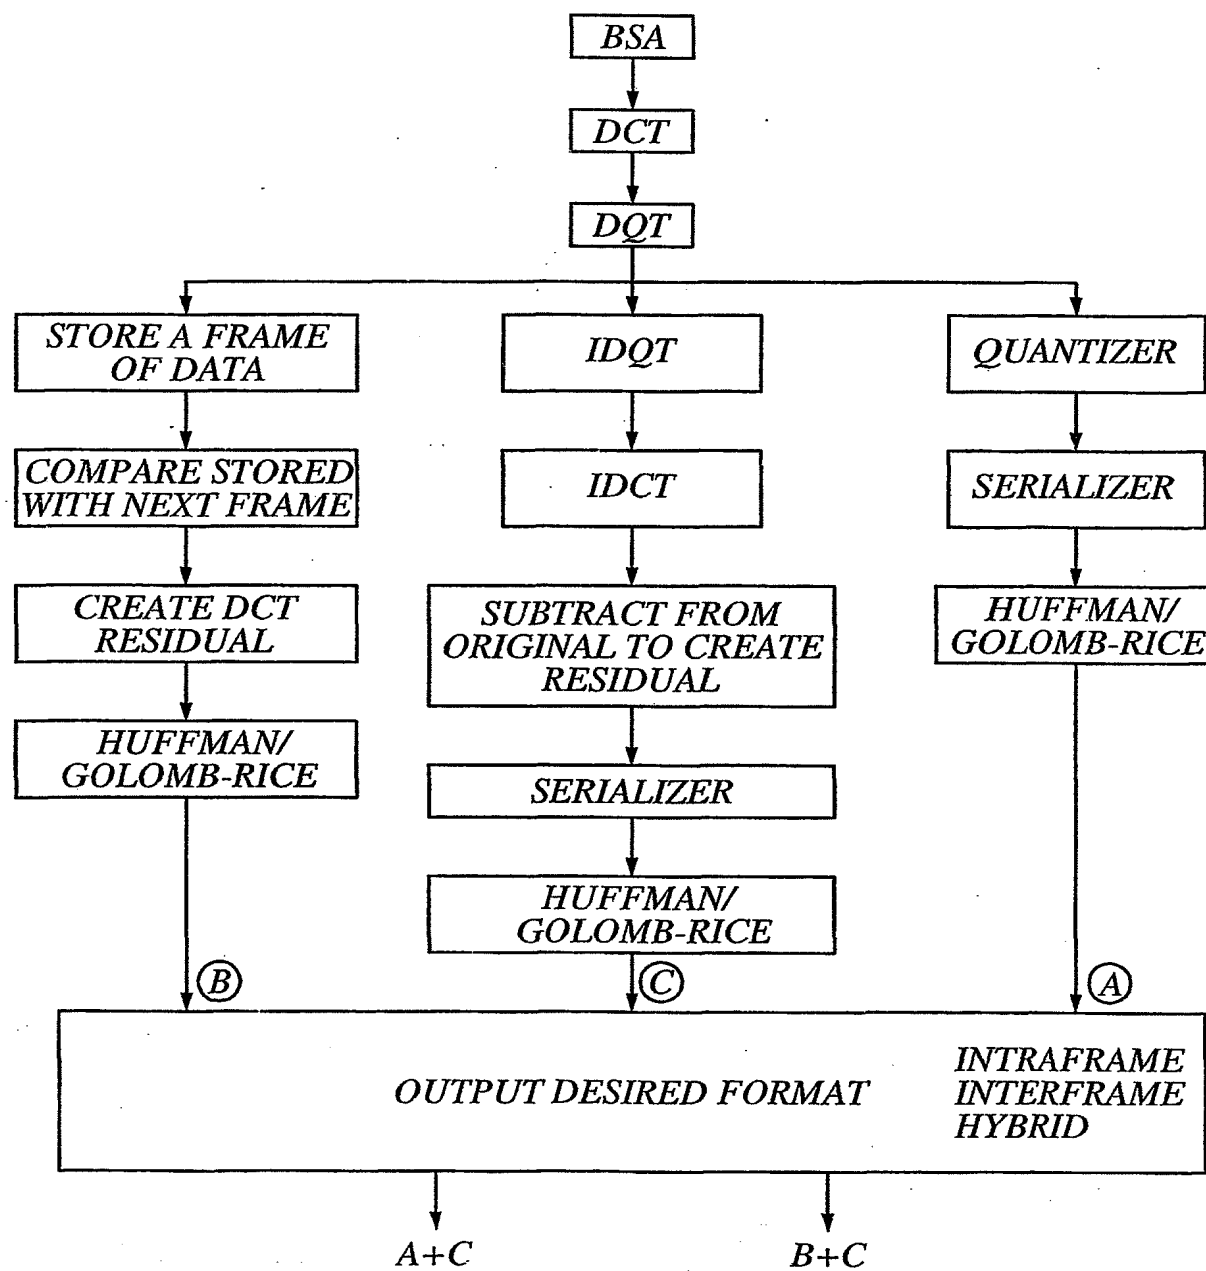 BSA
DCT
DQT
STORE A FRAME
OF DATA
COMPARE STORED
WITH NEXT FRAME
CREATE DCT
RESIDUAL
HUFFMAN/
GOLOMB-RICE
B
IDQT
IDCT
SUBTRACT FROM
ORIGINAL TO CREATE
RESIDUAL
SERIALIZER
HUFFMAN/
GOLOMB-RICE
C
QUANTIZER
SERIALIZER
HUFFMAN/
GOLOMB-RICE
A
OUTPUT DESIRED FORMAT
INTRAFRAME
INTERFRAME
HYBRID
A+C
B+C